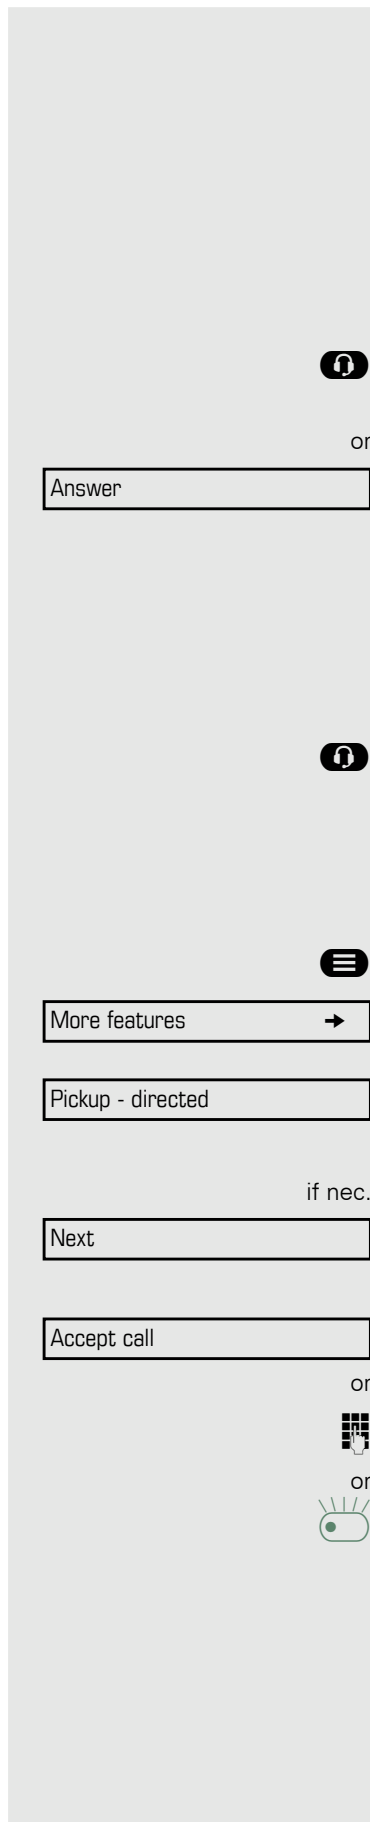 or
Answer
More features
Pickup - directed
if nec.
Next
Accept call
or
or